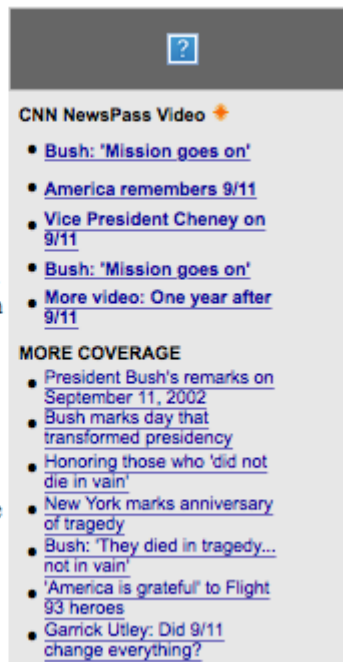 ?
CNN NewsPass Video
Bush: 'Mission goes on'
America remembers 9/11
Vice President Cheney on
9/11
Bush: 'Mission goes on'
More video: One year after
9/11
MORE COVERAGE
President Bush's remarks on
September 11, 2002
Bush marks day that
transformed presidency
Honoring those who 'did not
die in vain'
New York marks anniversary
of tragedy
Bush: 'They died in tragedy...
not in vain'
'America is grateful' to Flight
93 heroes
Garrick Utley: Did 9/11
change everything?